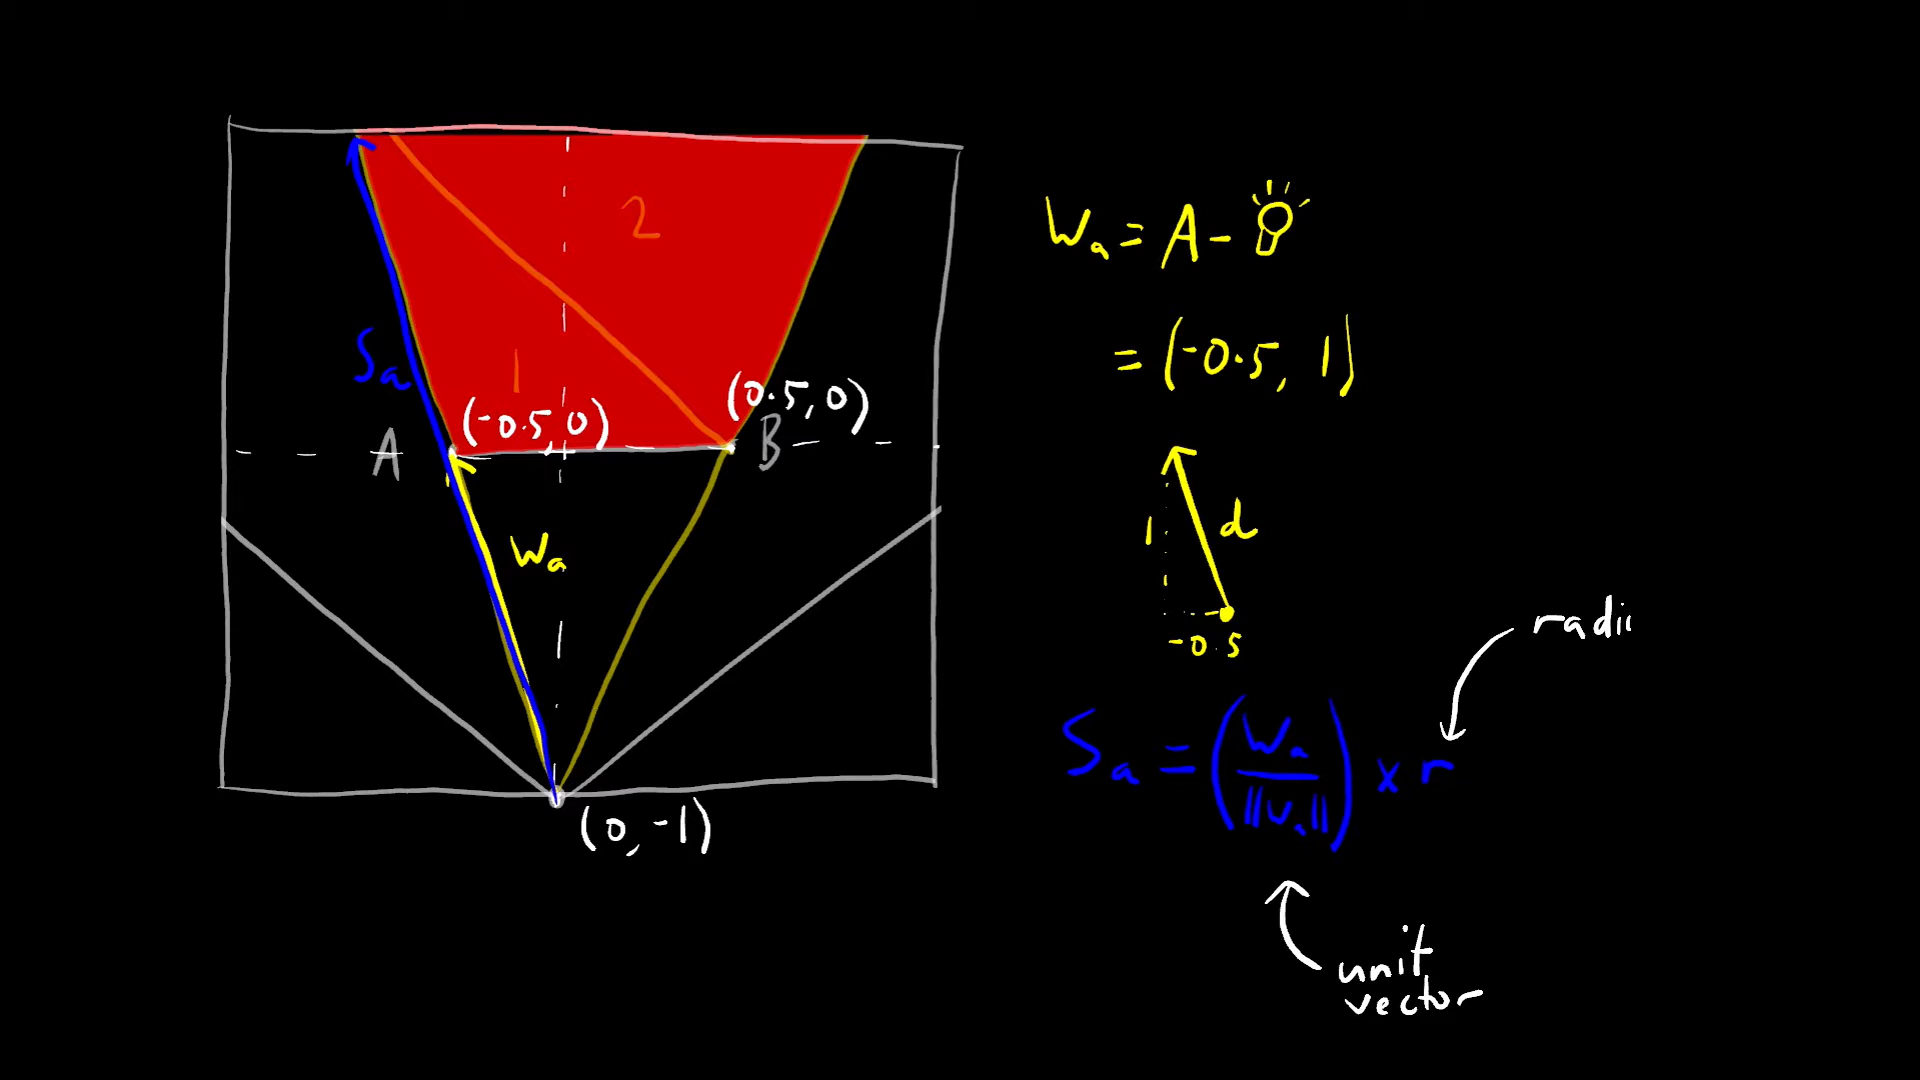 2
1
Sa
(-0.5, 0)
(0.5, 0)
A
B
Wa
(0, -1)
Wa = A -
= (-0.5, 1)
1
d
-0.5
radii
Sa = (Wa / ||Va||) x r
unit
vector